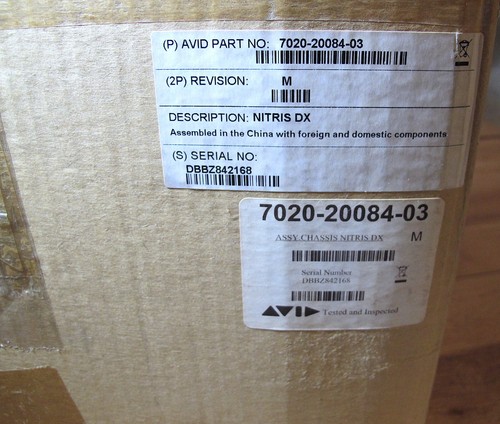 (P) AVID PART NO: 7020-20084-03
(2P) REVISION: M
DESCRIPTION: NITRIS DX
Assembled in the China with foreign and domestic components
(S) SERIAL NO:
DBBZ842168
7020-20084-03
ASSY CHASSIS NITRIS DX M
Serial Number
DBBZ842168
AVID Tested and Inspected